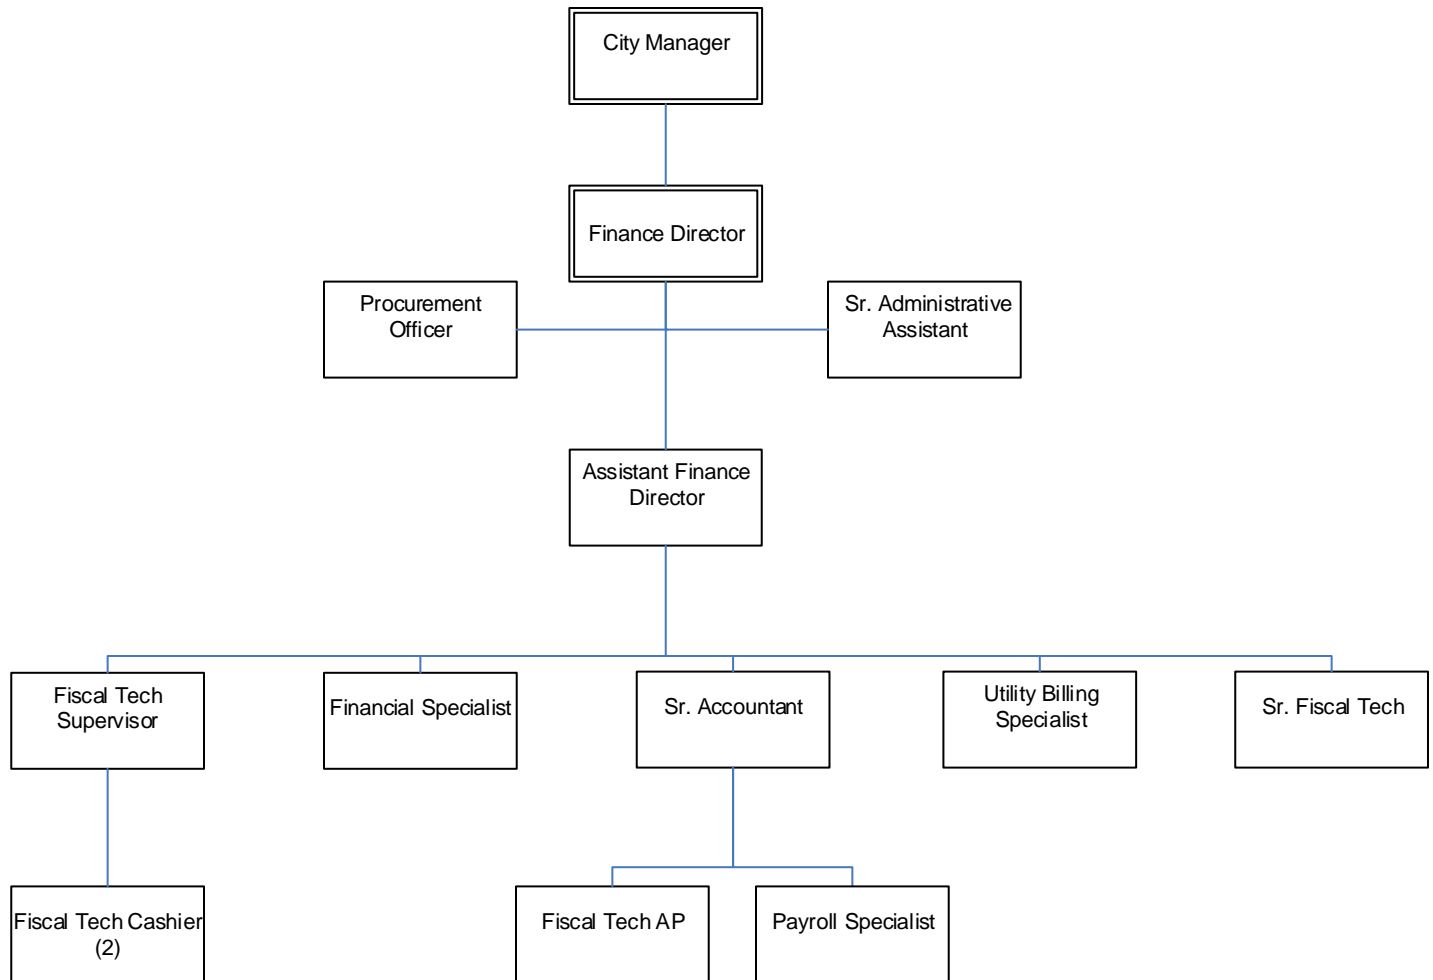 City Manager
Finance Director
Procurement
Officer
Sr. Administrative
Assistant
Assistant Finance
Director
Fiscal Tech
Supervisor
Financial Specialist
Sr. Accountant
Utility Billing
Specialist
Sr. Fiscal Tech
Fiscal Tech Cashier
(2)
Fiscal Tech AP
Payroll Specialist